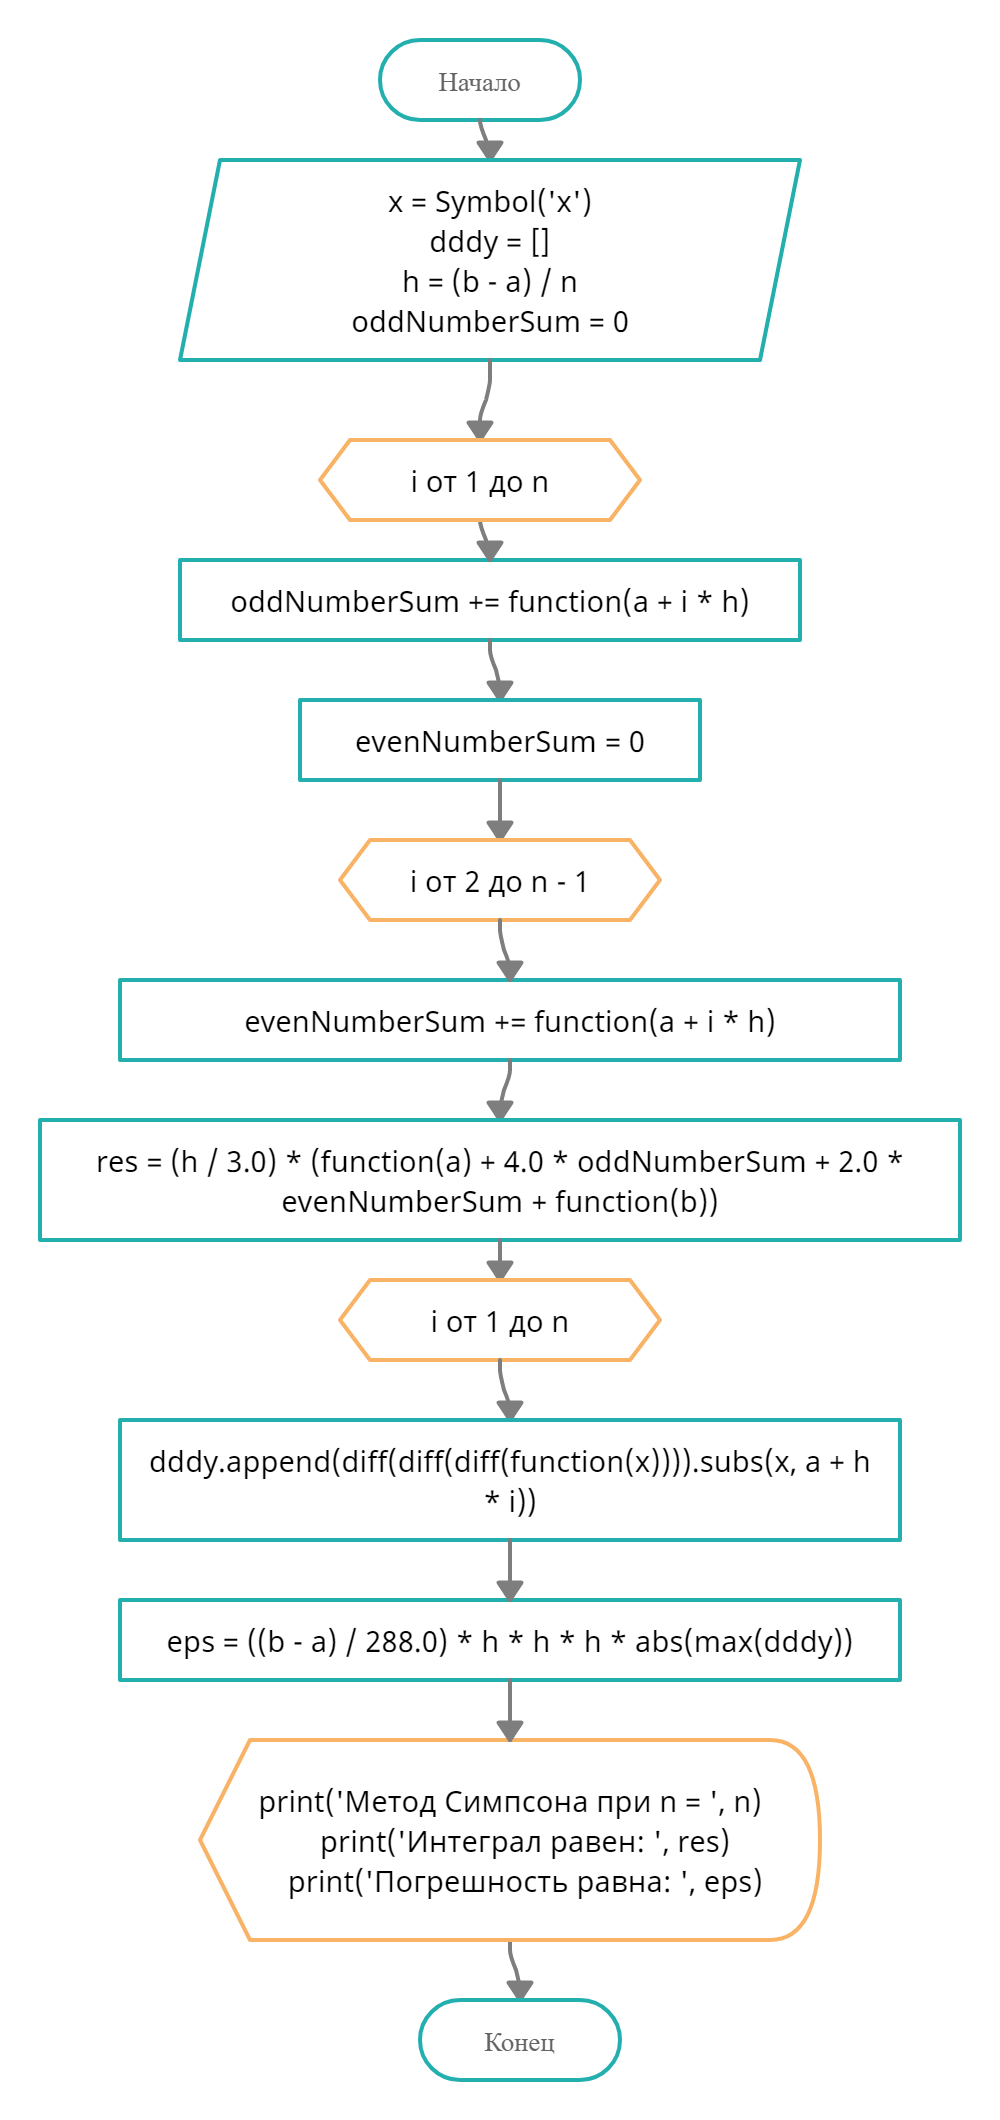 Начало
x = Symbol('x')
dddy = []
h = (b - a) / n
oddNumberSum = 0
i от 1 до n
oddNumberSum += function(a + i * h)
evenNumberSum = 0
i от 2 до n - 1
evenNumberSum += function(a + i * h)
res = (h / 3.0) * (function(a) + 4.0 * oddNumberSum + 2.0 *
evenNumberSum + function(b))
i от 1 до n
dddy.append(diff(diff(diff(function(x)))).subs(x, a + h
* i))
eps = ((b - a) / 288.0) * h * h * h * abs(max(dddy))
print('Метод Симпсона при n = ', n)
print('Интеграл равен: ', res)
print('Погрешность равна: ', eps)
Конец